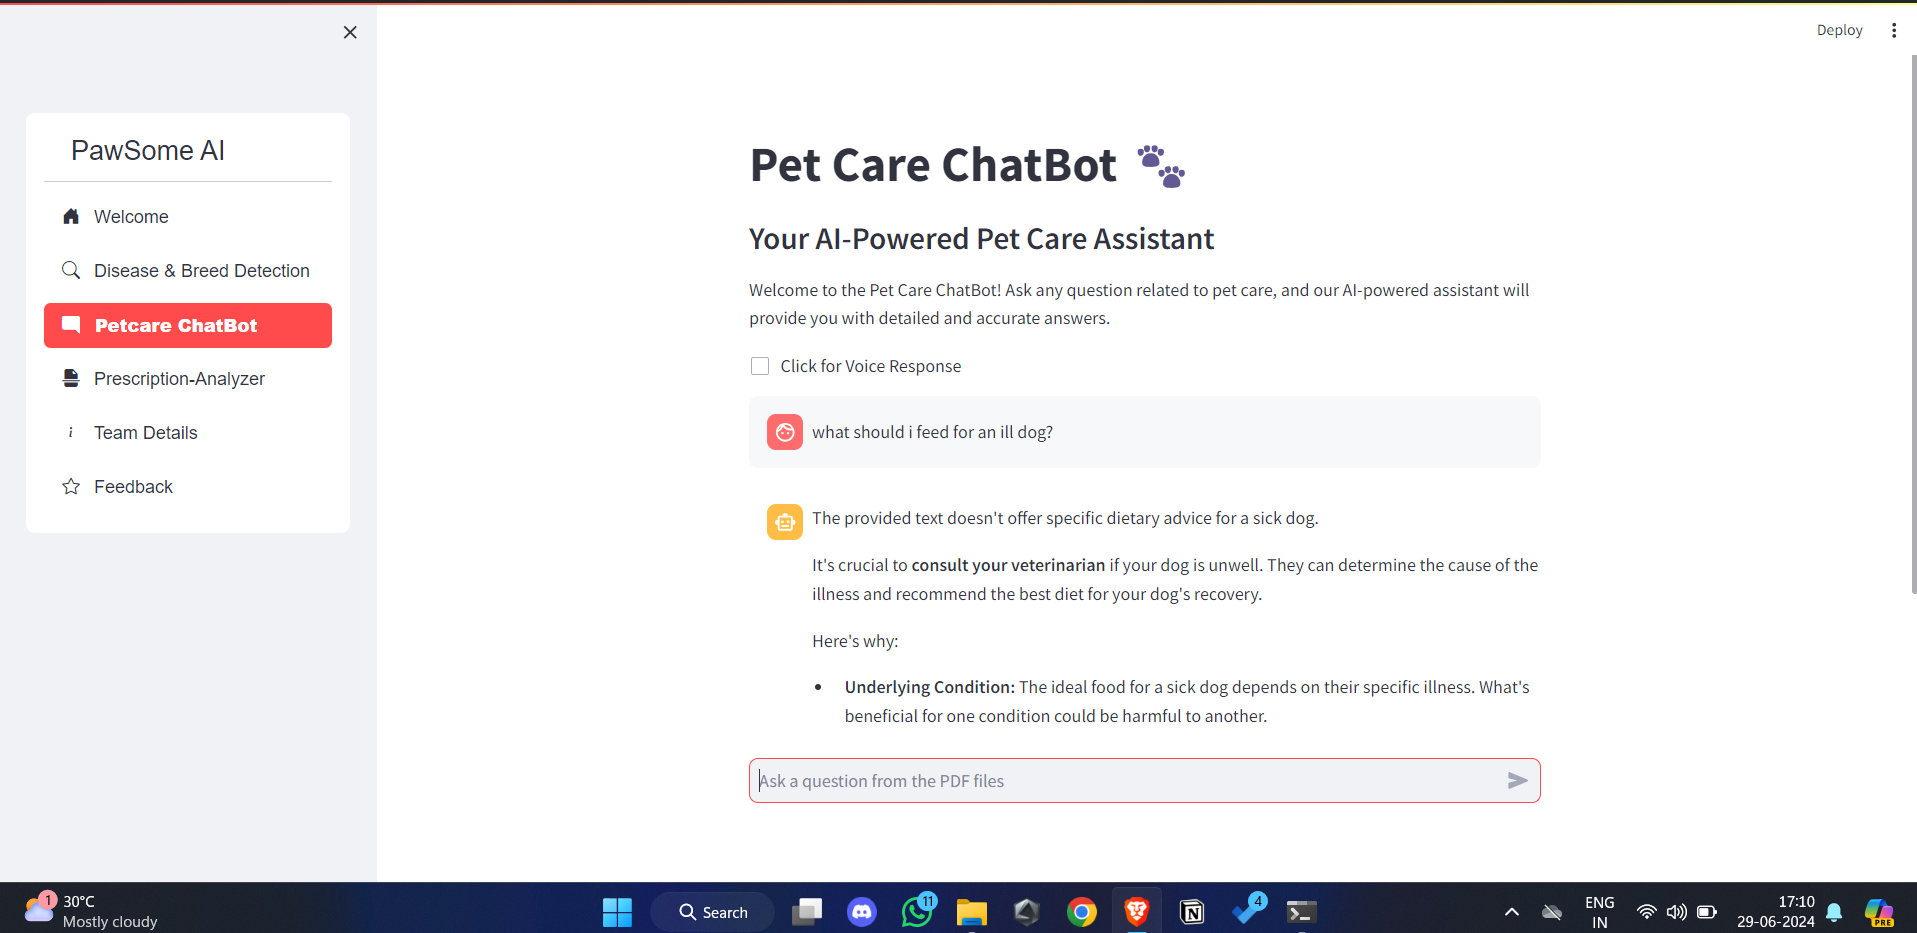 Deploy
PawSome AI
Welcome
Disease & Breed Detection
Petcare ChatBot
Prescription-Analyzer
Team Details
Feedback
Pet Care ChatBot
Your AI-Powered Pet Care Assistant
Welcome to the Pet Care ChatBot! Ask any question related to pet care, and our AI-powered assistant will
provide you with detailed and accurate answers.
Click for Voice Response
what should i feed for an ill dog?
The provided text doesn't offer specific dietary advice for a sick dog.
It's crucial to consult your veterinarian if your dog is unwell. They can determine the cause of the
illness and recommend the best diet for your dog's recovery.
Here's why:
Underlying Condition: The ideal food for a sick dog depends on their specific illness. What's
beneficial for one condition could be harmful to another.
Ask a question from the PDF files
1
30°C
Mostly cloudy
Search
11
4
ENG
IN
17:10
29-06-2024
PRE